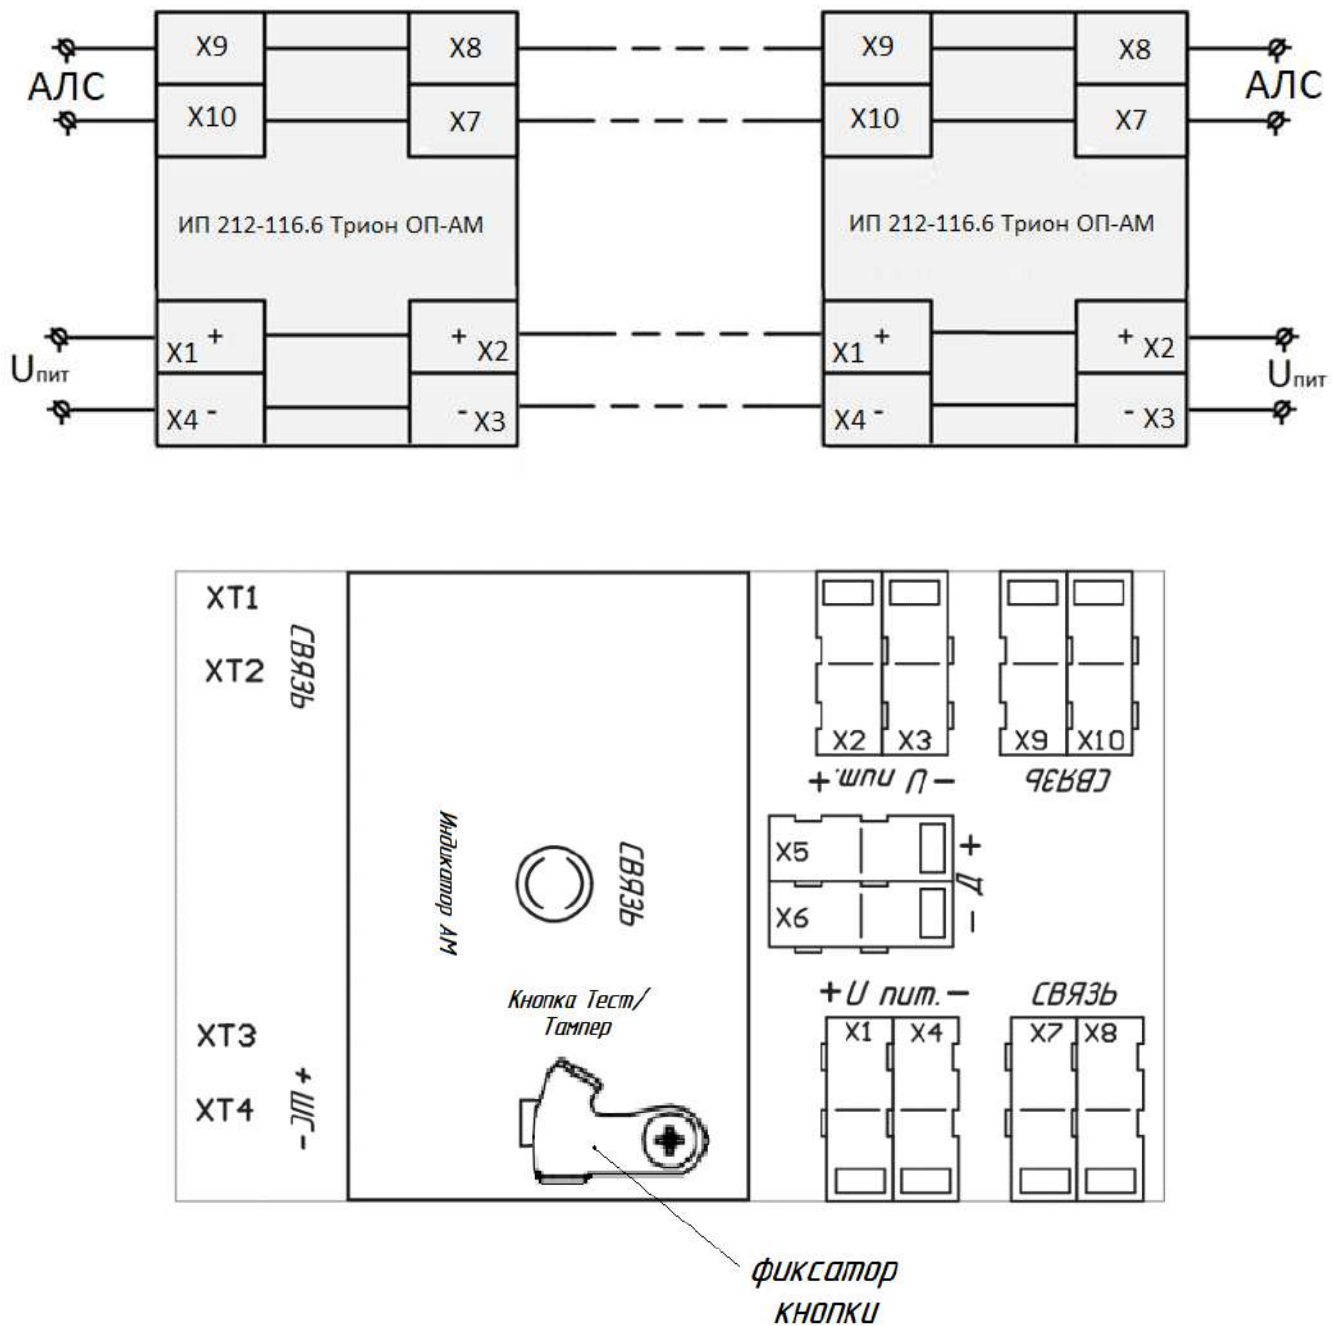 X9 X8 X9 X8
АЛС АЛС
X10 X7 X10 X7
ИП 212-116.6 Трион ОП-АМ ИП 212-116.6 Трион ОП-АМ
X1 + + X2 X1 + + X2
Uпит Uпит
X4 - - X3 X4 - - X3
XT1
СВЯЗЬ
XT2
X2 X3 X9 X10
+ U пит. - СВЯЗЬ
Индикатор АМ
СВЯЗЬ
X5 +
Д
X6 -
Кнопка Тест/
Тампер
+ U пит. - СВЯЗЬ
X1 X4 X7 X8
XT3
+ ШС -
XT4
фиксатор
кнопки